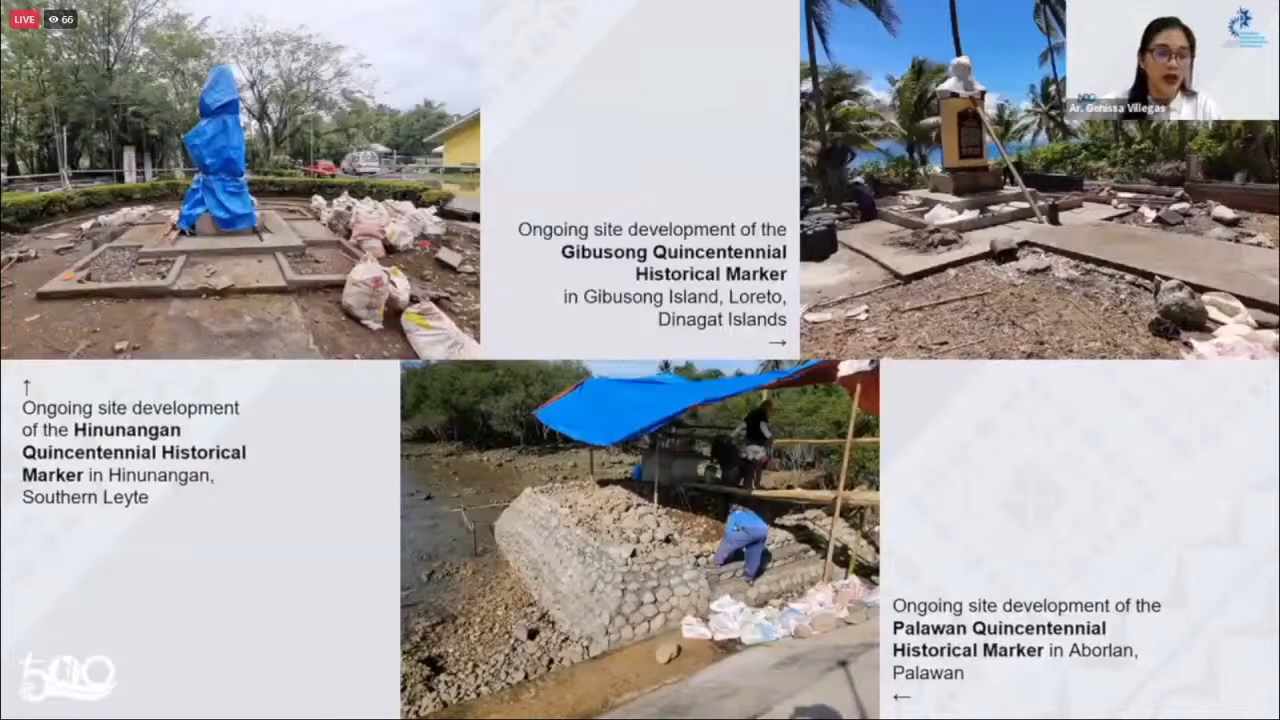 LIVE 66
Ar. Genissa Villegas
Ongoing site development of the
Gibusong Quincentennial
Historical Marker
in Gibusong Island, Loreto,
Dinagat Islands
→
↑
Ongoing site development
of the Hinunangan
Quincentennial Historical
Marker in Hinunangan,
Southern Leyte
Ongoing site development of the
Palawan Quincentennial
Historical Marker in Aborlan,
Palawan
←
500